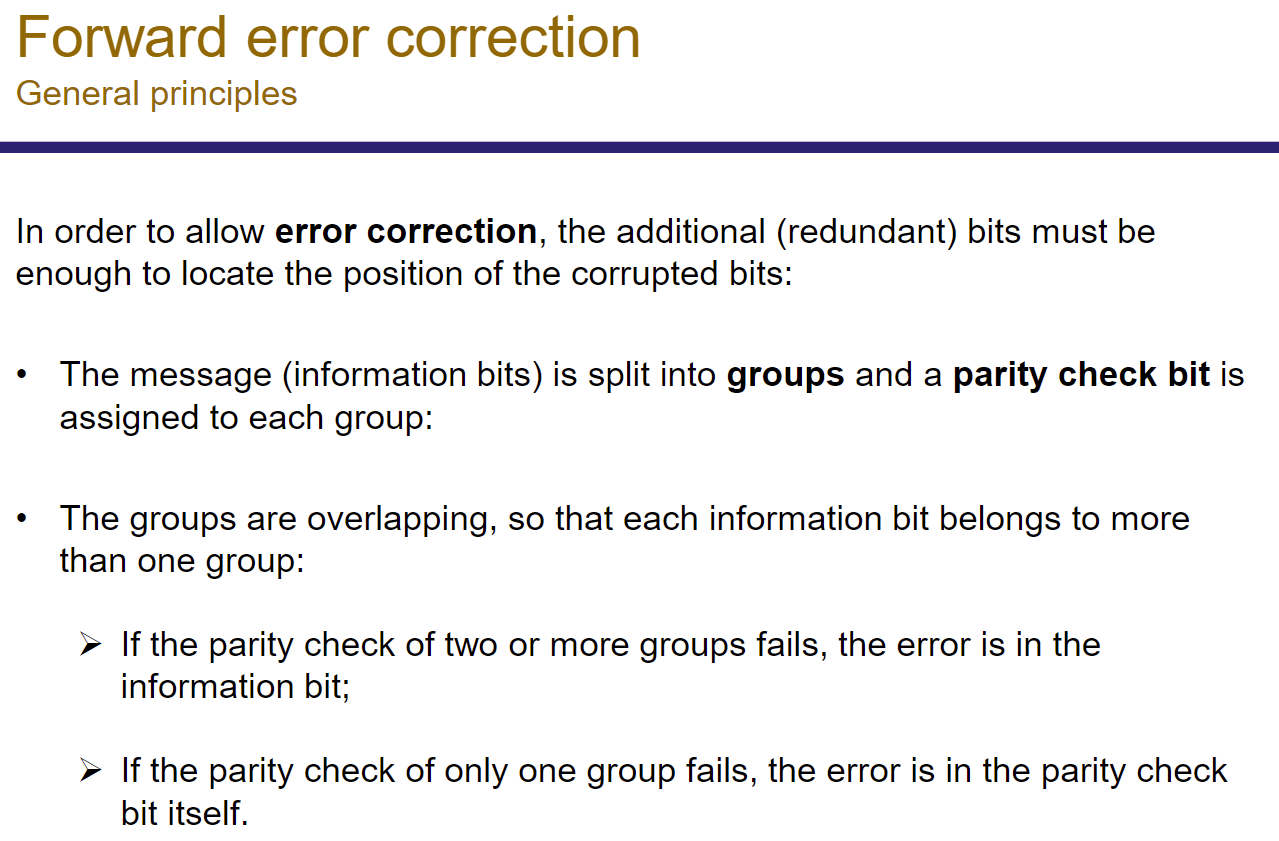 Forward error correction
General principles
In order to allow error correction, the additional (redundant) bits must be
enough to locate the position of the corrupted bits:
• The message (information bits) is split into groups and a parity check bit is
assigned to each group:
• The groups are overlapping, so that each information bit belongs to more
than one group:
➢ If the parity check of two or more groups fails, the error is in the
information bit;
➢ If the parity check of only one group fails, the error is in the parity check
bit itself.